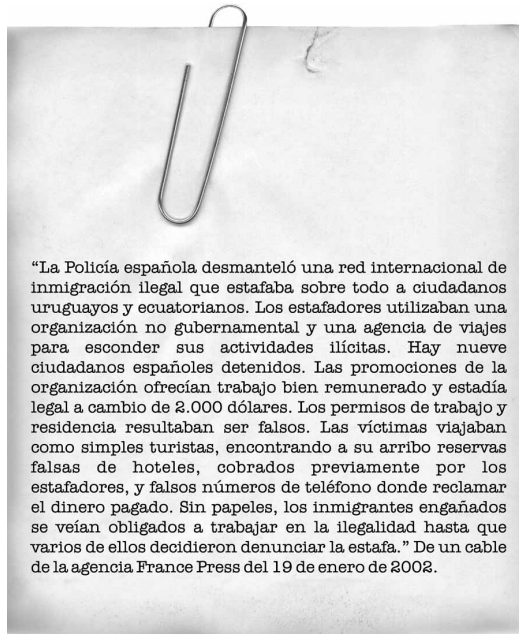 “La Policía española desmanteló una red internacional de
inmigración ilegal que estafaba sobre todo a ciudadanos
uruguayos y ecuatorianos. Los estafadores utilizaban una
organización no gubernamental y una agencia de viajes
para esconder sus actividades ilícitas. Hay nueve
ciudadanos españoles detenidos. Las promociones de la
organización ofrecían trabajo bien remunerado y estadía
legal a cambio de 2.000 dólares. Los permisos de trabajo y
residencia resultaban ser falsos. Las víctimas viajaban
como simples turistas, encontrando a su arribo reservas
falsas de hoteles, cobrados previamente por los
estafadores, y falsos números de teléfono donde reclamar
el dinero pagado. Sin papeles, los inmigrantes engañados
se veían obligados a trabajar en la ilegalidad hasta que
varios de ellos decidieron denunciar la estafa.” De un cable
de la agencia France Press del 19 de enero de 2002.